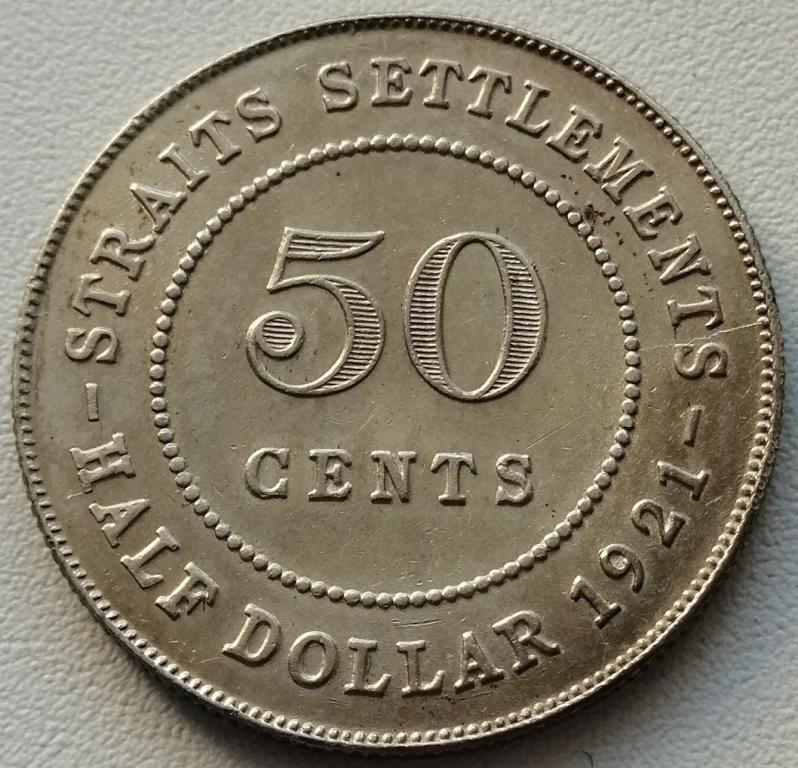 STRAITS SETTLEMENTS
50
CENTS
HALF DOLLAR 1921